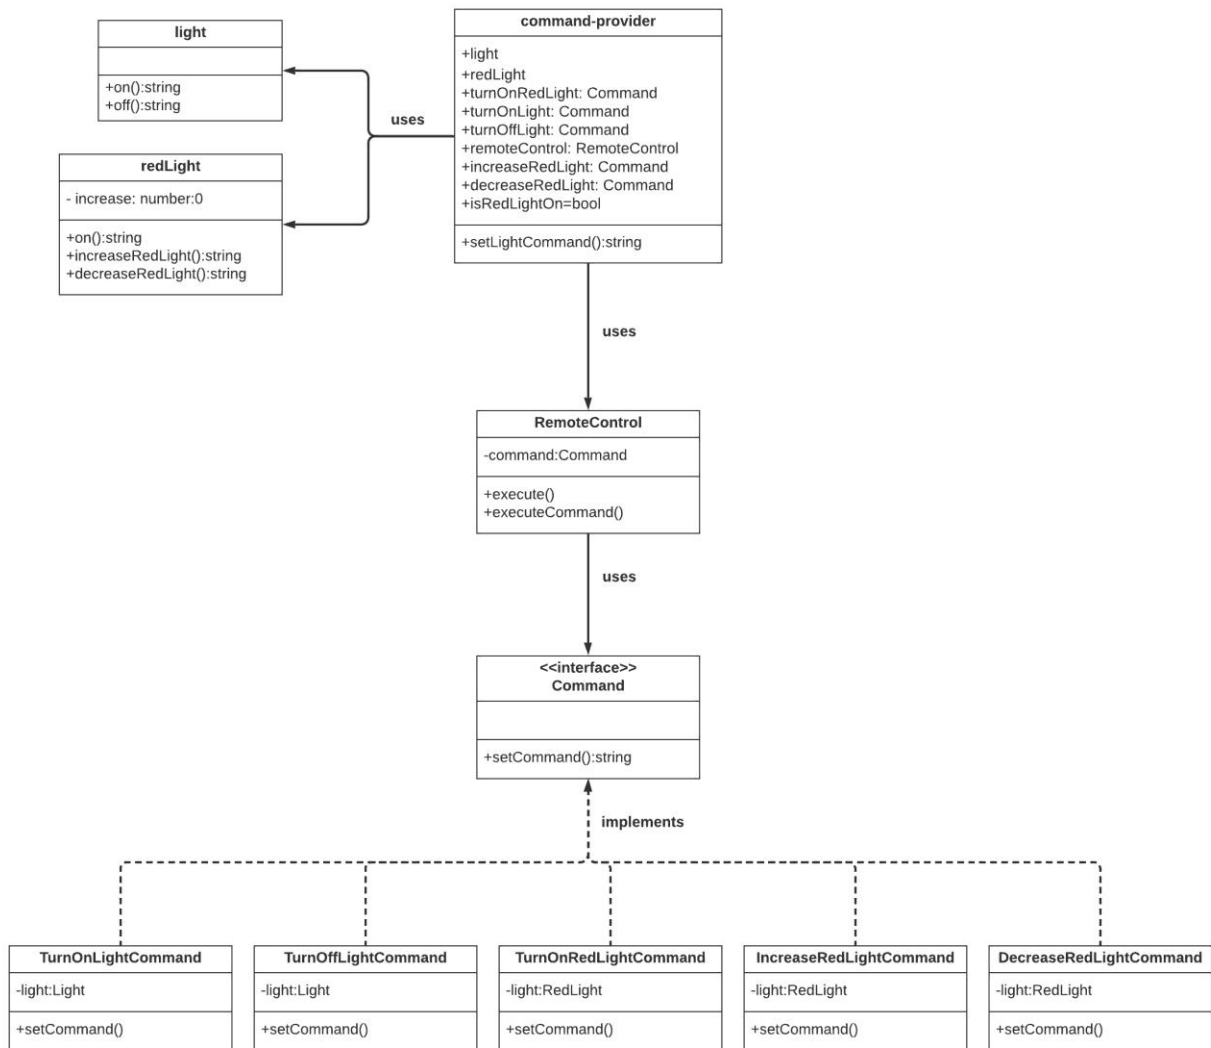 light
+on():string
+off():string
redLight
- increase: number:0
+on():string
+increaseRedLight():string
+decreaseRedLight():string
uses
command-provider
+light
+redLight
+turnOnRedLight: Command
+turnOnLight: Command
+turnOffLight: Command
+remoteControl: RemoteControl
+increaseRedLight: Command
+decreaseRedLight: Command
+isRedLightOn=bool
+setLightCommand():string
uses
RemoteControl
-command:Command
+execute()
+executeCommand()
uses
<<interface>>
Command
+setCommand():string
implements
TurnOnLightCommand
-light:Light
+setCommand()
TurnOffLightCommand
-light:Light
+setCommand()
TurnOnRedLightCommand
-light:RedLight
+setCommand()
IncreaseRedLightCommand
-light:RedLight
+setCommand()
DecreaseRedLightCommand
-light:RedLight
+setCommand()